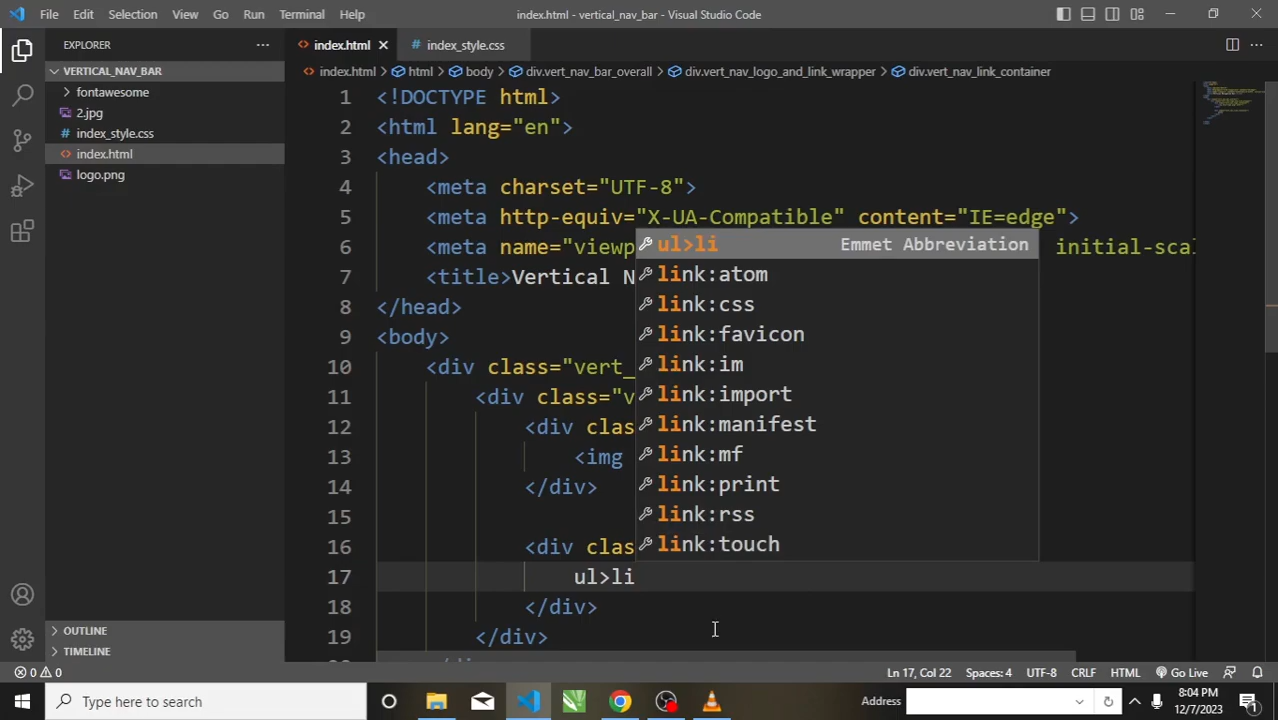 File Edit Selection View Go Run Terminal Help index.html - vertical_nav_bar - Visual Studio Code
EXPLORER
index.html
index_style.css
VERTICAL_NAV_BAR
index.html > html > body > div.vert_nav_bar_overall > div.vert_nav_logo_and_link_wrapper > div.vert_nav_link_container
fontawesome
2.jpg
index_style.css
index.html
logo.png
1 <!DOCTYPE html>
2 <html lang="en">
3 <head>
4 <meta charset="UTF-8">
5 <meta http-equiv="X-UA-Compatible" content="IE=edge">
6 <meta name="viewp initial-scal
7 <title>Vertical N
8 </head>
9 <body>
10 <div class="vert_
11 <div class="v
12 <div clas
13 <img
14 </div>
15
16 <div clas
17 ul>li
18 </div>
19 </div>
ul>li Emmet Abbreviation
link:atom
link:css
link:favicon
link:im
link:import
link:manifest
link:mf
link:print
link:rss
link:touch
OUTLINE
TIMELINE
0 0 Ln 17, Col 22 Spaces: 4 UTF-8 CRLF HTML Go Live
Type here to search
Address
8:04 PM
12/7/2023
1